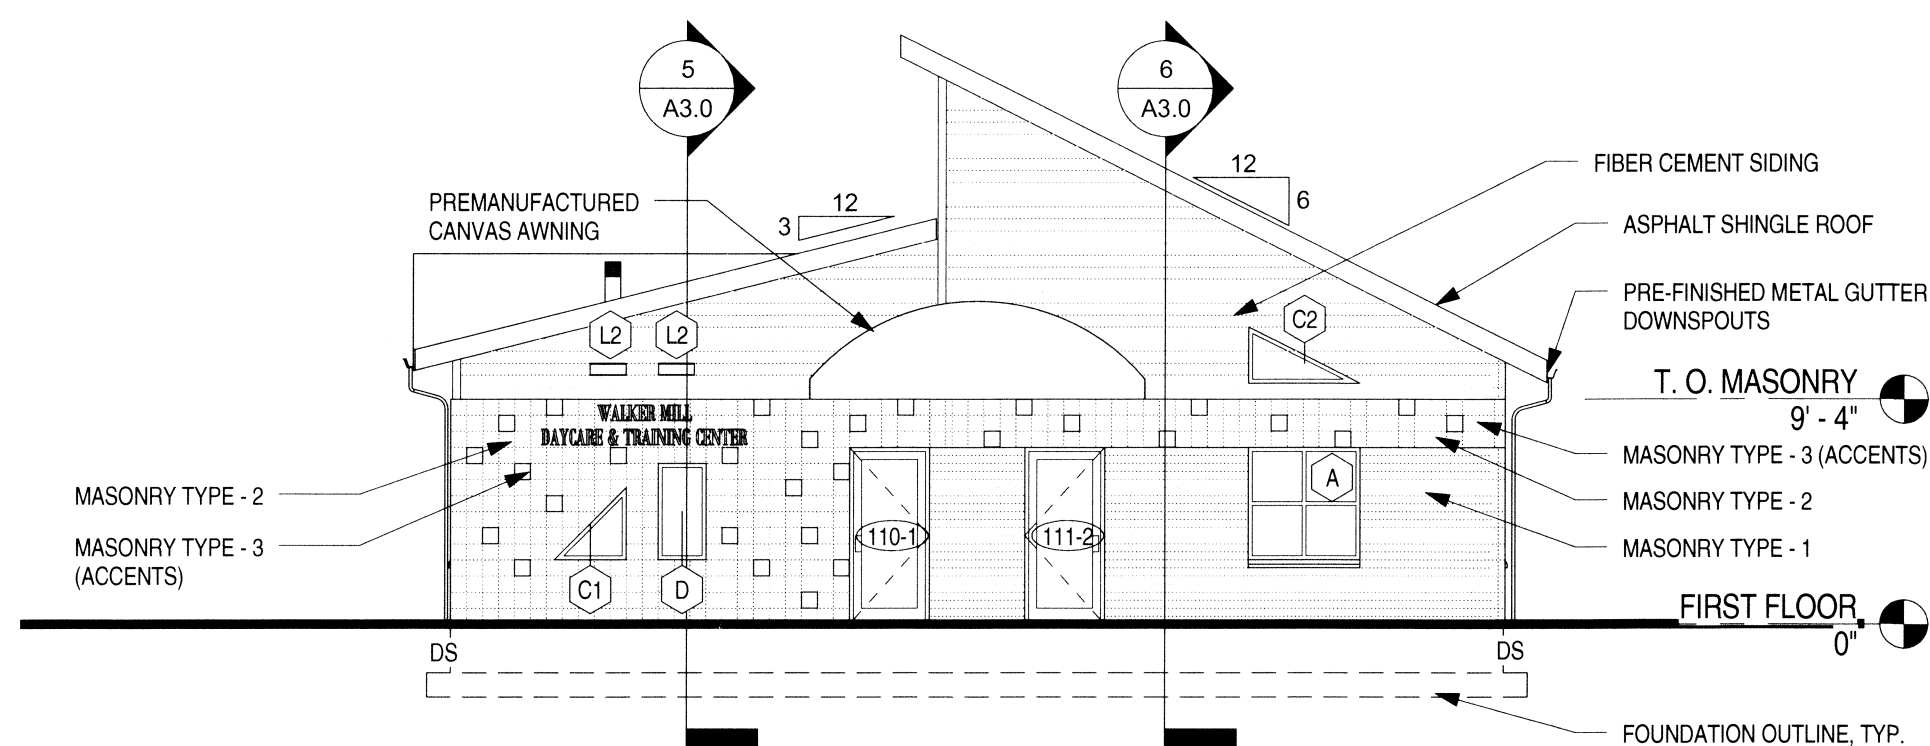 5
A3.0
6
A3.0
PREMANUFACTURED
CANVAS AWNING
12
3
12
6
FIBER CEMENT SIDING
ASPHALT SHINGLE ROOF
PRE-FINISHED METAL GUTTER
DOWNSPOUTS
L2
L2
C2
T. O. MASONRY
9' - 4"
WALKER MILL
DAYCARE & TRAINING CENTER
MASONRY TYPE - 3 (ACCENTS)
MASONRY TYPE - 2
MASONRY TYPE - 1
MASONRY TYPE - 2
MASONRY TYPE - 3
(ACCENTS)
A
110-1
111-2
C1
D
FIRST FLOOR
0"
DS
DS
FOUNDATION OUTLINE, TYP.